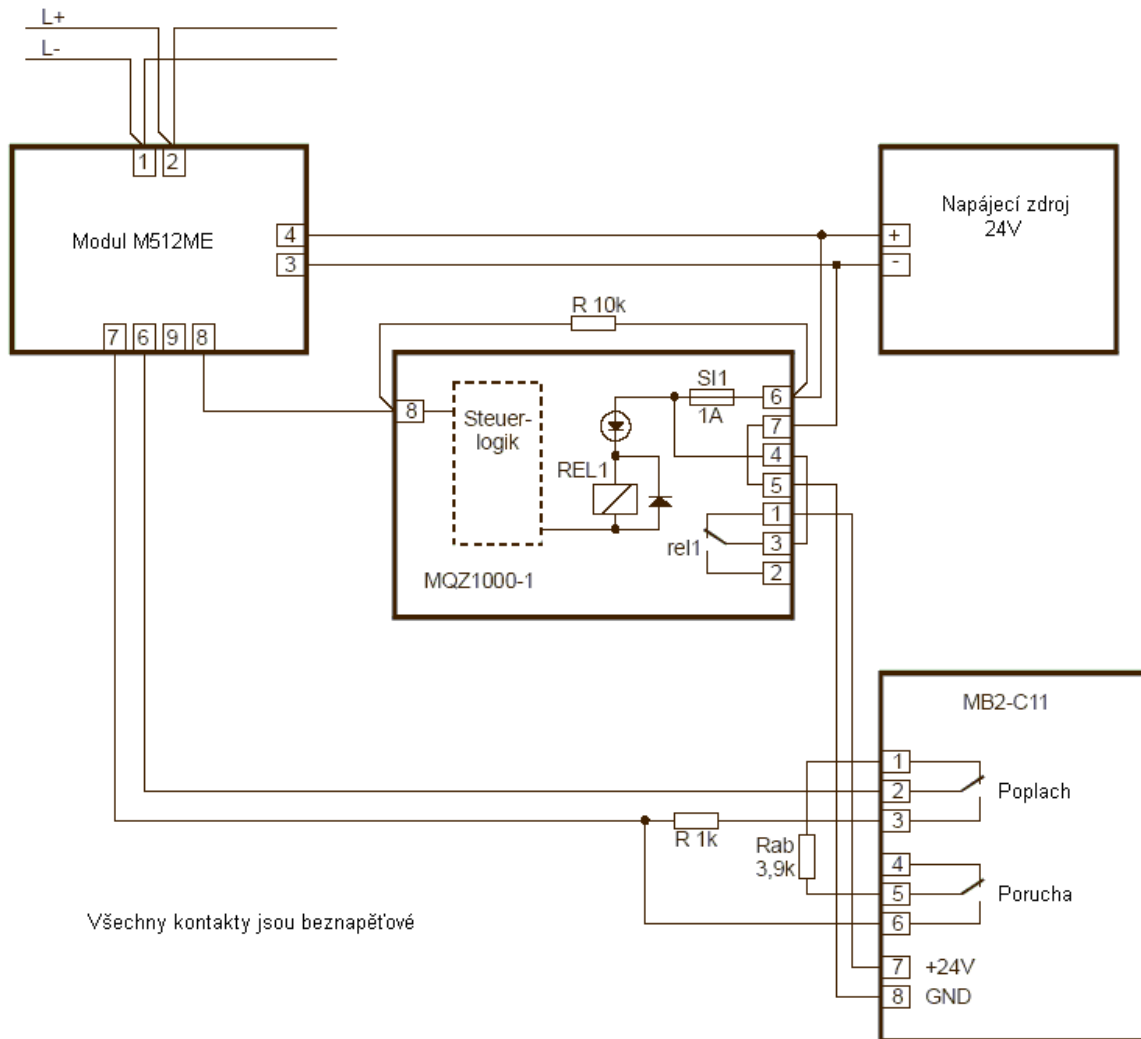 L+
L-
1 2
Modul M512ME
4
3
7 6 9 8
Napájecí zdroj
24V
+
-
R 10k
8
Steuer-
logik
SI1
1A
REL1
rel1
6
7
4
5
1
3
2
MQZ1000-1
MB2-C11
1
2
3
Poplach
R 1k
Rab
3,9k
4
5
6
Porucha
7 +24V
8 GND
Všechny kontakty jsou beznapěťové